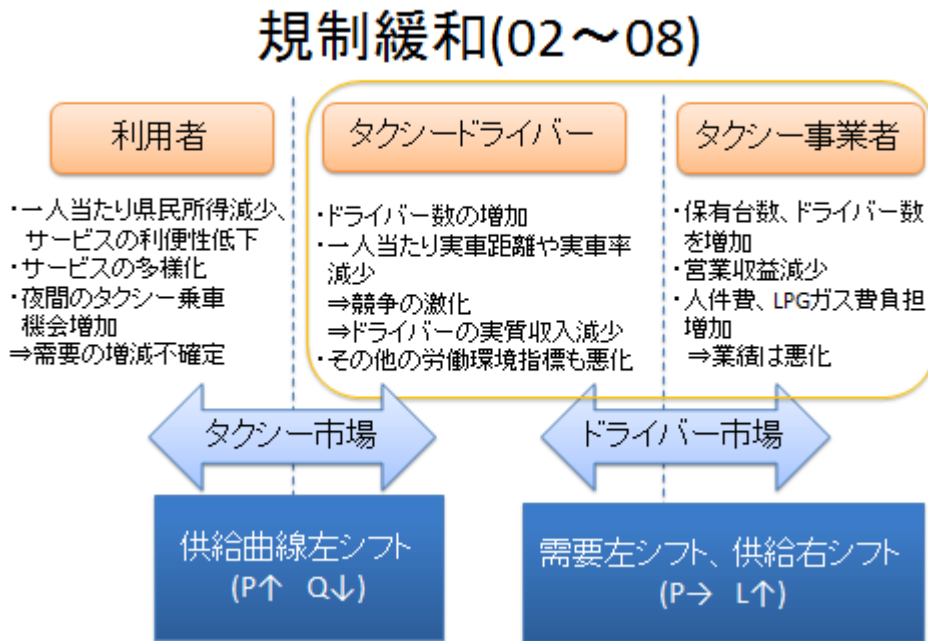 規制緩和(02～08)
利用者
・一人当たり県民所得減少、
サービスの利便性低下
・サービスの多様化
・夜間のタクシー乗車
機会増加
⇒需要の増減不確定
タクシードライバー
・ドライバー数の増加
・一人当たり実車距離や実車率
減少
⇒競争の激化
⇒ドライバーの実質収入減少
・その他の労働環境指標も悪化
タクシー事業者
・保有台数、ドライバー数
を増加
・営業収益減少
・人件費、LPGガス費負担
増加
⇒業績は悪化
タクシー市場
ドライバー市場
供給曲線左シフト
(P↑ Q↓)
需要左シフト、供給右シフト
(P→ L↑)